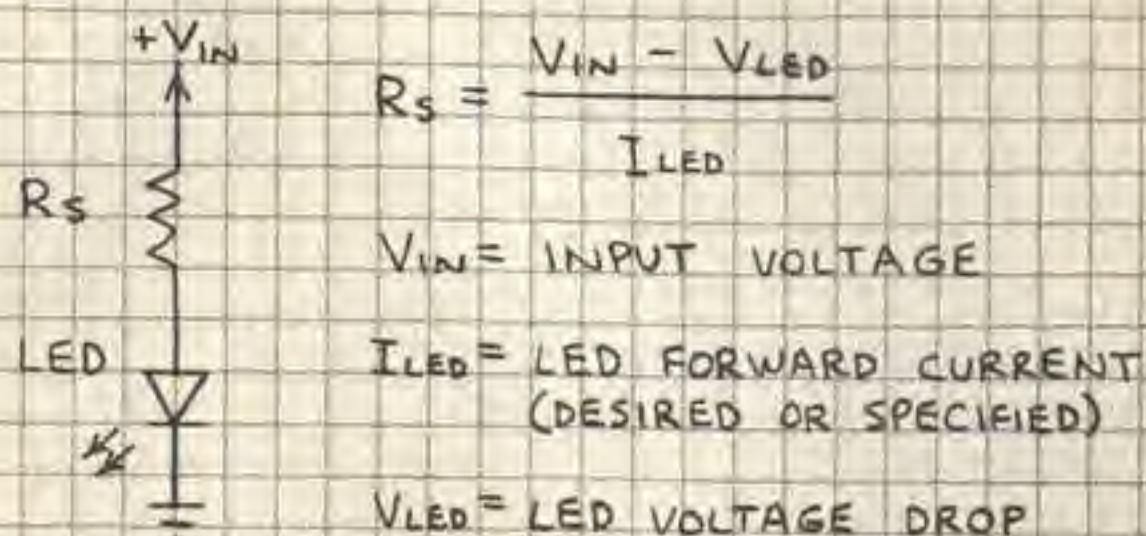 +VIN
Rs
LED
Rs = VIN - VLED
ILED
VIN = INPUT VOLTAGE
ILED = LED FORWARD CURRENT
(DESIRED OR SPECIFIED)
VLED = LED VOLTAGE DROP